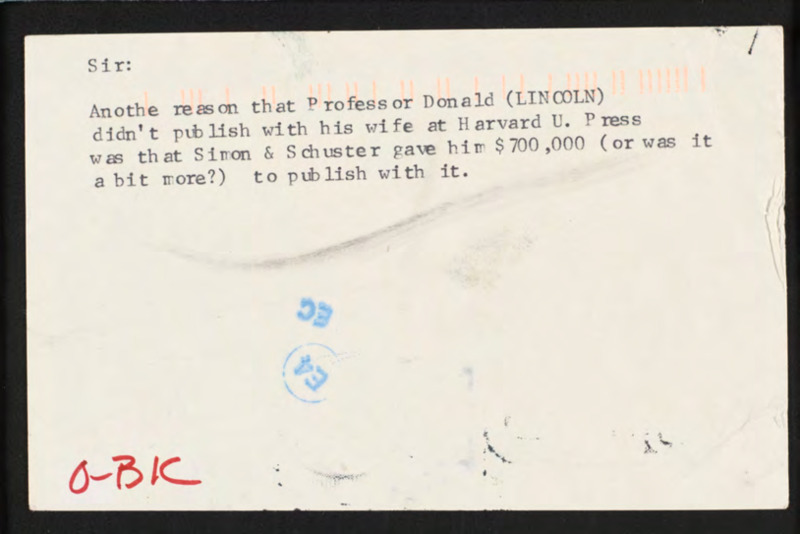 Sir:
Anothe reason that Professor Donald (LINCOLN)
didn't publish with his wife at Harvard U. Press
was that Simon & Schuster gave him $700,000 (or was it
a bit more?) to publish with it.
EC
E4
O-BK